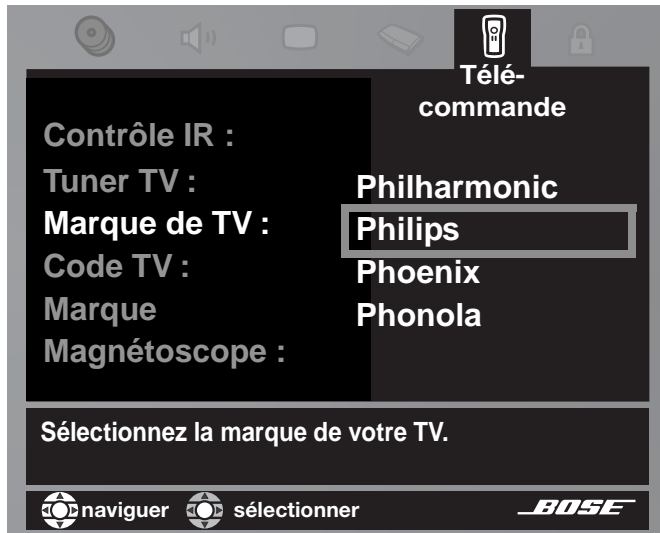 Télé-
commande
Contrôle IR :
Tuner TV :
Marque de TV :
Code TV :
Marque
Magnétoscope :
Philharmonic
Philips
Phoenix
Phonola
Sélectionnez la marque de votre TV.
naviguer sélectionner BOSE